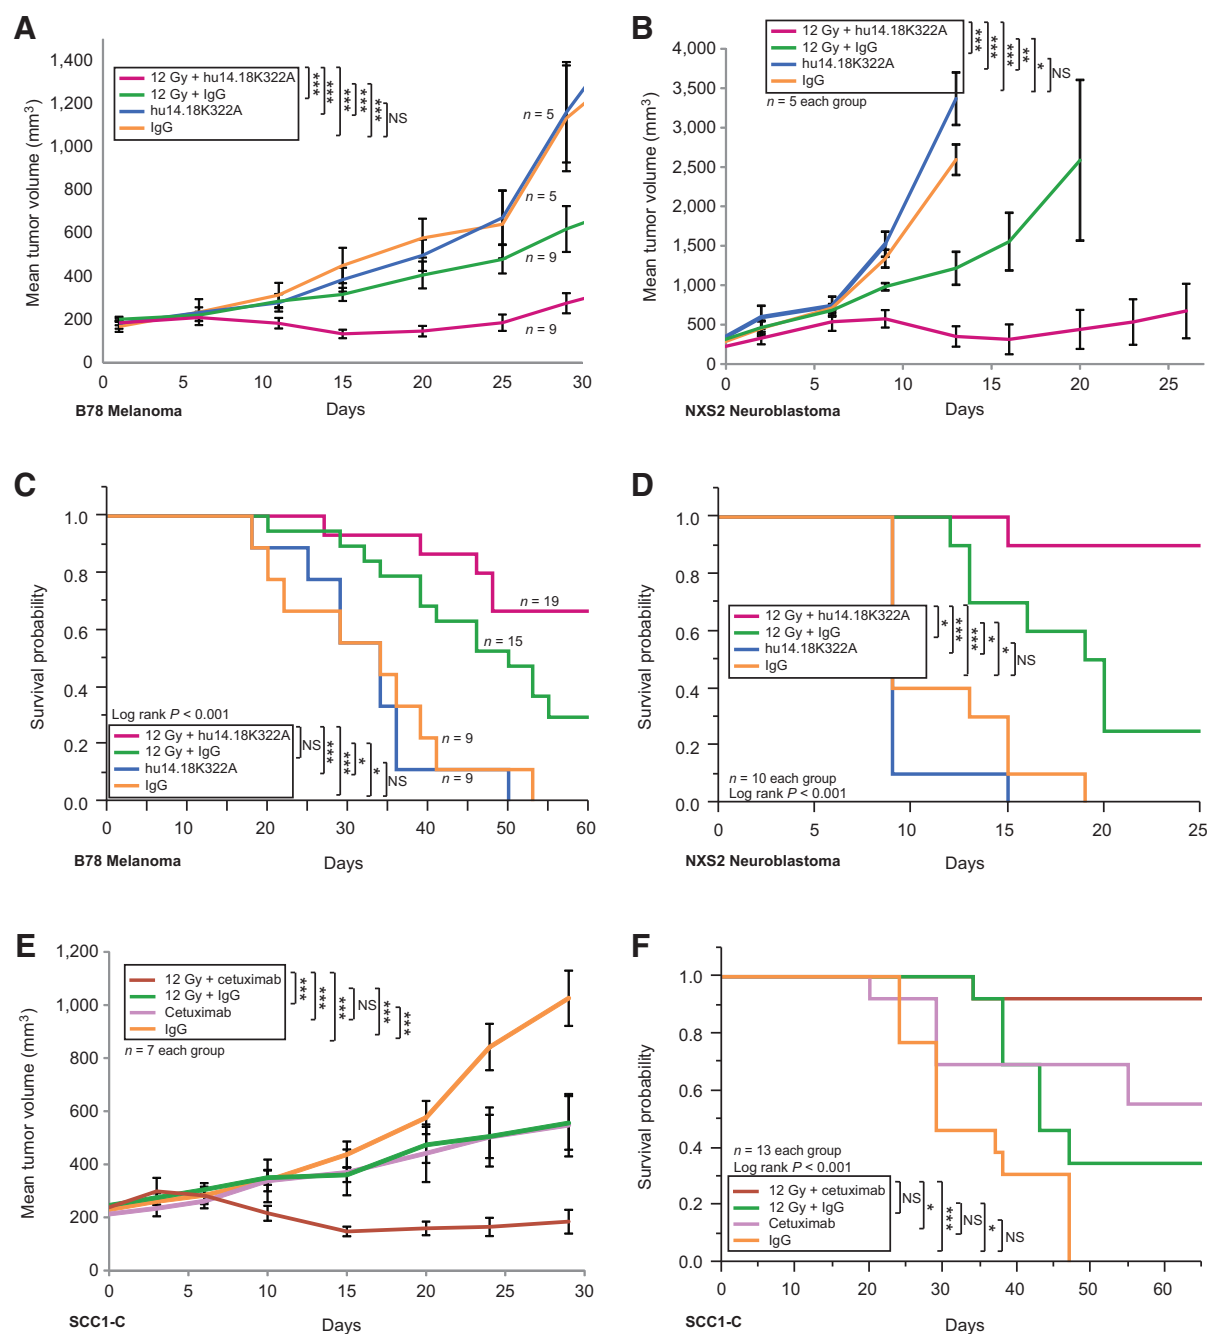 A
Mean tumor volume (mm³)
1,400
1,200
1,000
800
600
400
200
0
12 Gy + hu14.18K322A
12 Gy + IgG
hu14.18K322A
IgG
***
***
***
***
***
***
NS
n = 5
n = 5
n = 9
n = 9
0 5 10 15 20 25 30
B78 Melanoma
Days
B
Mean tumor volume (mm³)
4,000
3,500
3,000
2,500
2,000
1,500
1,000
500
0
12 Gy + hu14.18K322A
12 Gy + IgG
hu14.18K322A
IgG
***
***
***
**
*
NS
n = 5 each group
0 5 10 15 20 25
NXS2 Neuroblastoma
Days
C
Survival probability
1.0
0.8
0.6
0.4
0.2
0.0
n = 19
n = 15
n = 9
n = 9
Log rank P < 0.001
12 Gy + hu14.18K322A
12 Gy + IgG
hu14.18K322A
IgG
NS
***
***
*
*
NS
0 10 20 30 40 50 60
B78 Melanoma
Days
D
Survival probability
1.0
0.8
0.6
0.4
0.2
0.0
12 Gy + hu14.18K322A
12 Gy + IgG
hu14.18K322A
IgG
*
***
***
*
*
NS
n = 10 each group
Log rank P < 0.001
0 5 10 15 20 25
NXS2 Neuroblastoma
Days
E
Mean tumor volume (mm³)
1,200
1,000
800
600
400
200
0
12 Gy + cetuximab
12 Gy + IgG
Cetuximab
IgG
***
***
***
NS
***
***
n = 7 each group
0 5 10 15 20 25 30
SCC1-C
Days
F
Survival probability
1.0
0.8
0.6
0.4
0.2
0.0
n = 13 each group
Log rank P < 0.001
12 Gy + cetuximab
12 Gy + IgG
Cetuximab
IgG
NS
*
***
NS
*
NS
0 10 20 30 40 50 60
SCC1-C
Days